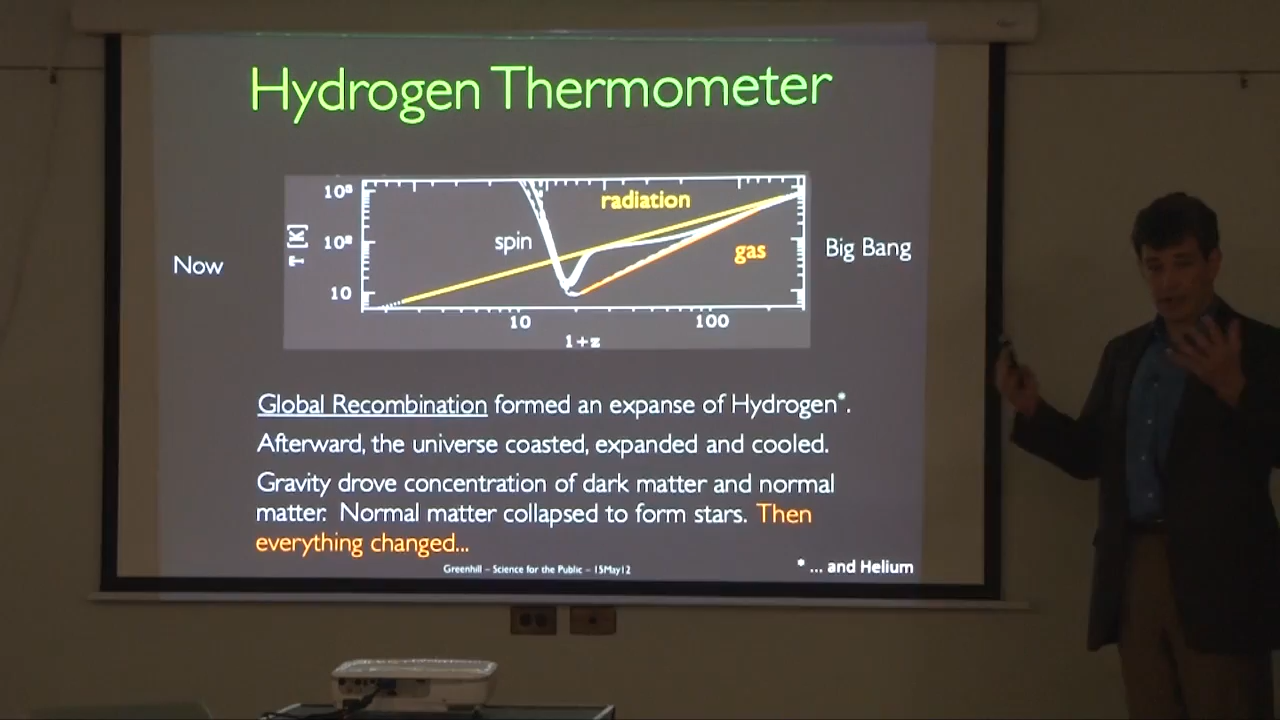 Hydrogen Thermometer
10³
radiation
T [K]
10²
spin
gas
Big Bang
Now
10
10
100
1+z
Global Recombination formed an expanse of Hydrogen*.
Afterward, the universe coasted, expanded and cooled.
Gravity drove concentration of dark matter and normal
matter. Normal matter collapsed to form stars. Then
everything changed...
Greenhill – Science for the Public – 15May12
* ... and Helium